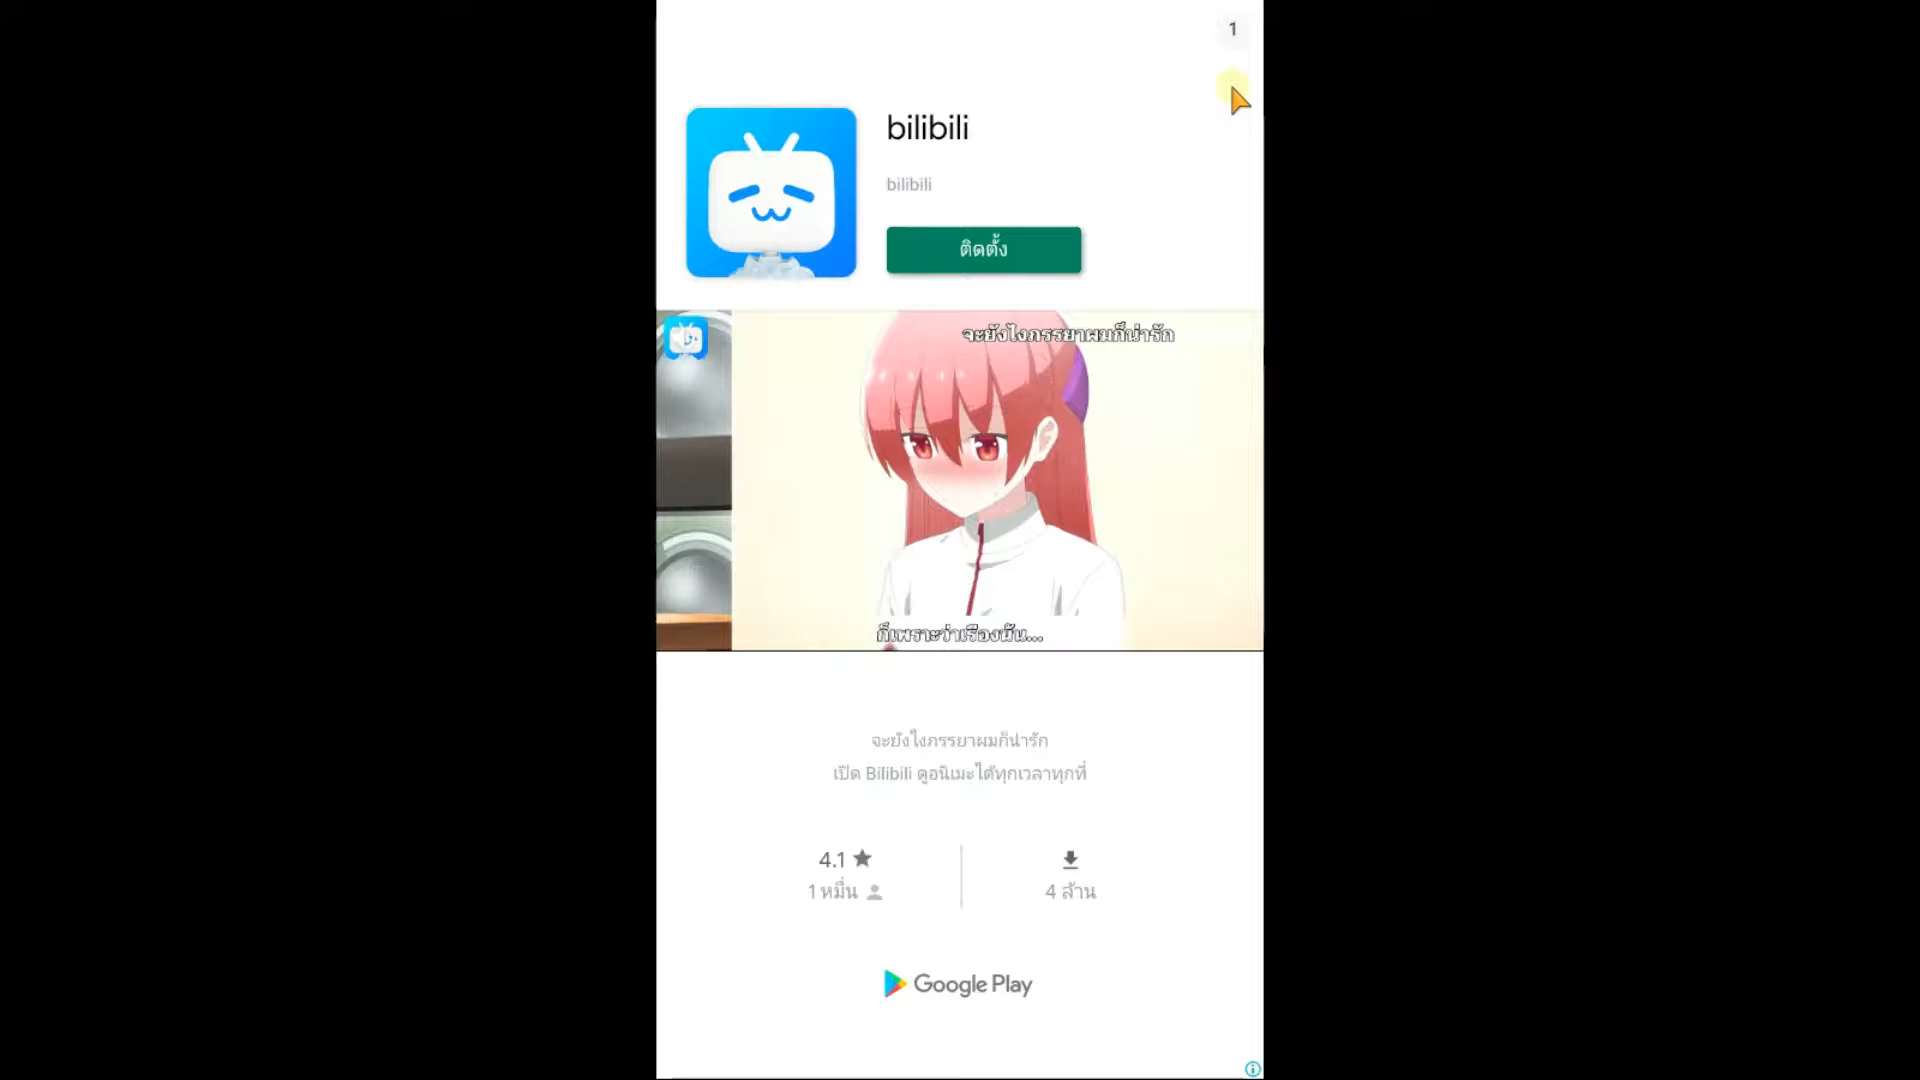 1
bilibili
bilibili
ติดตั้ง
จะยังไงภรรยาผมก็น่ารัก
ก็เพราะว่าเรื่องนั้น...
จะยังไงภรรยาผมก็น่ารัก
เปิด Bilibili ดูอนิเมะได้ทุกเวลาทุกที่
4.1
1 หมื่น
4 ล้าน
Google Play